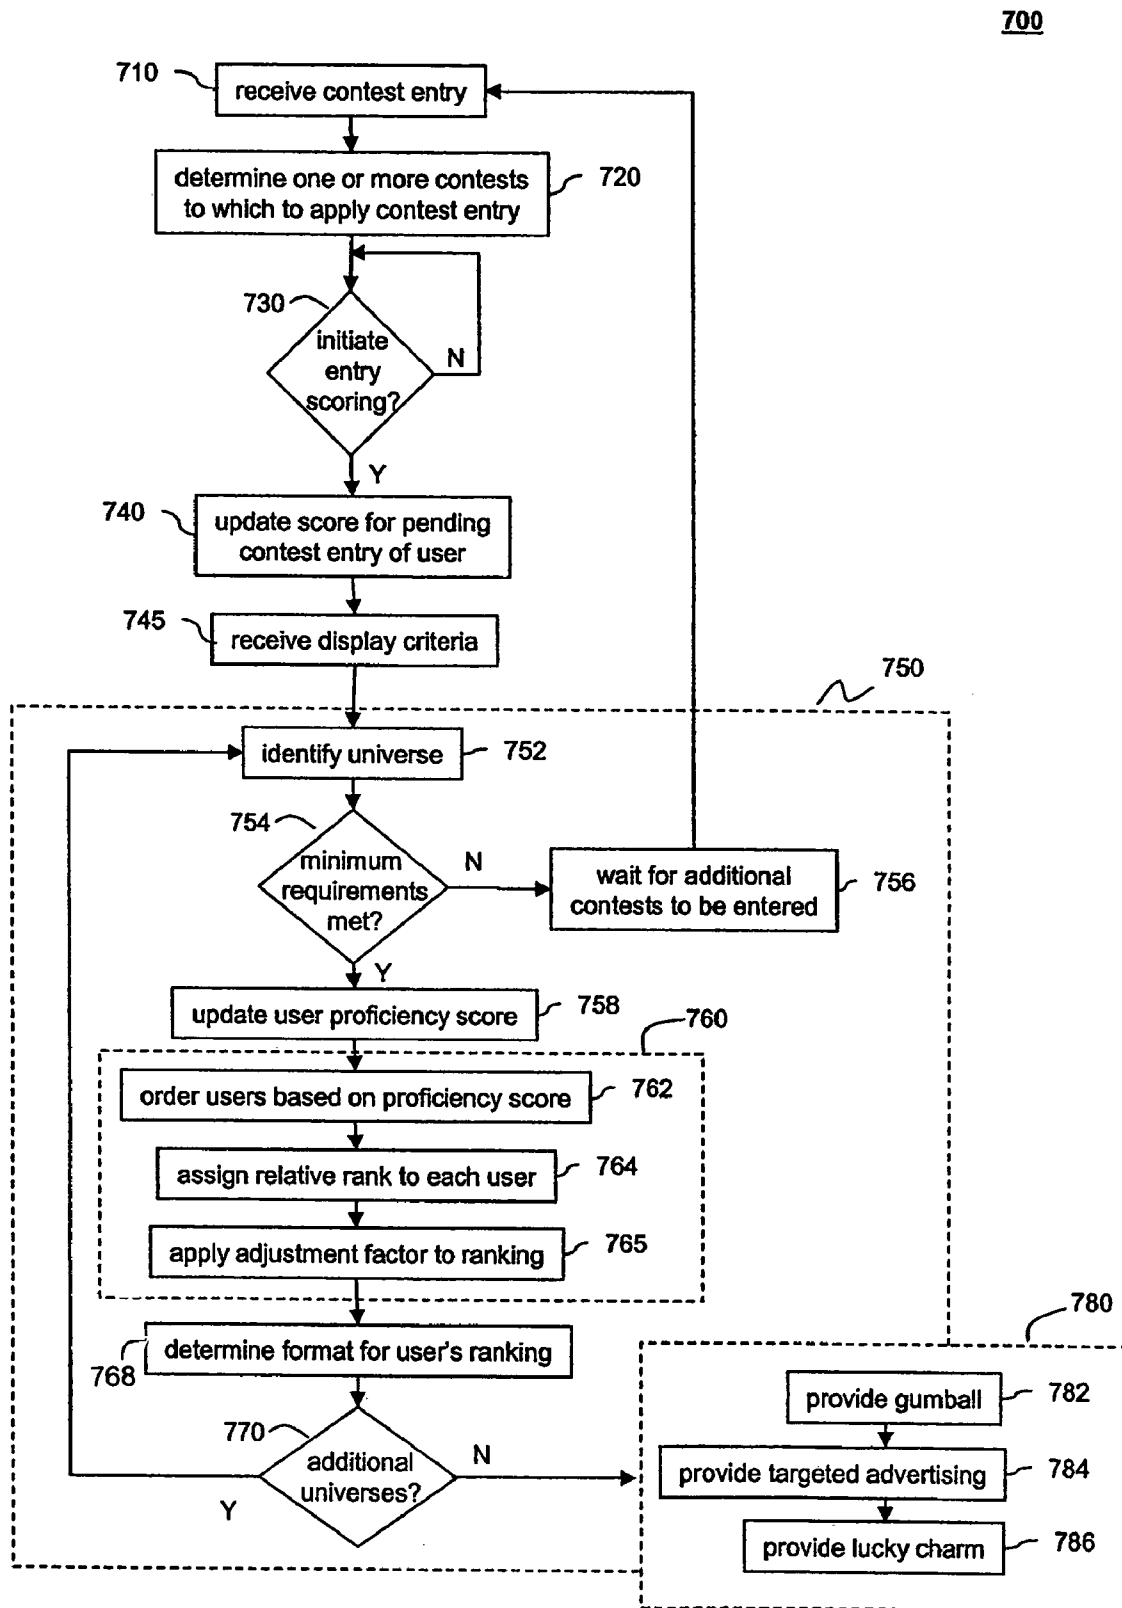 700
710
receive contest entry
determine one or more contests
to which to apply contest entry
720
730
initiate
entry
scoring?
N
Y
740
update score for pending
contest entry of user
745
receive display criteria
750
identify universe
752
754
minimum
requirements
met?
N
wait for additional
contests to be entered
756
Y
update user proficiency score
758
760
order users based on proficiency score
762
assign relative rank to each user
764
apply adjustment factor to ranking
765
determine format for user's ranking
768
770
additional
universes?
N
Y
780
provide gumball
782
provide targeted advertising
784
provide lucky charm
786